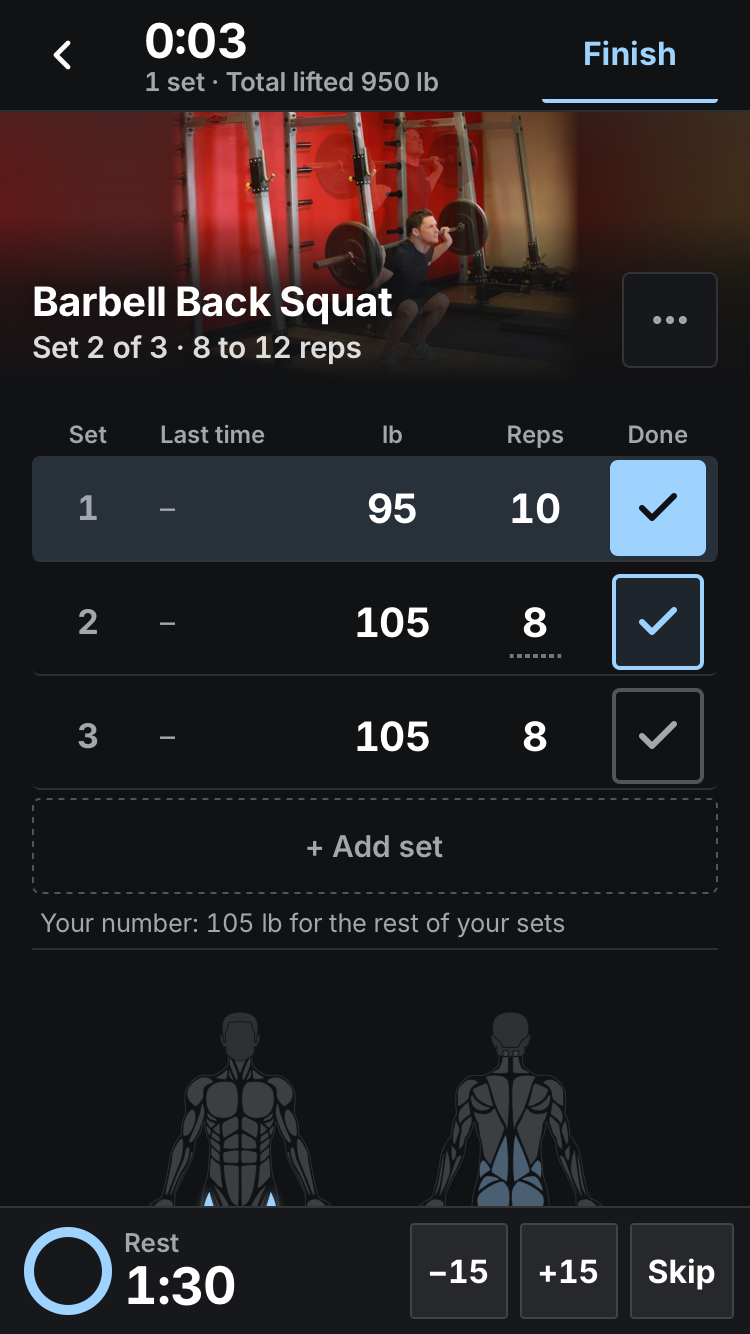 0:03
1 set · Total lifted 950 lb
Finish
Barbell Back Squat
Set 2 of 3 · 8 to 12 reps
Set Last time lb Reps Done
1 – 95 10
2 – 105 8
3 – 105 8
+ Add set
Your number: 105 lb for the rest of your sets
Rest
1:30
−15 +15 Skip